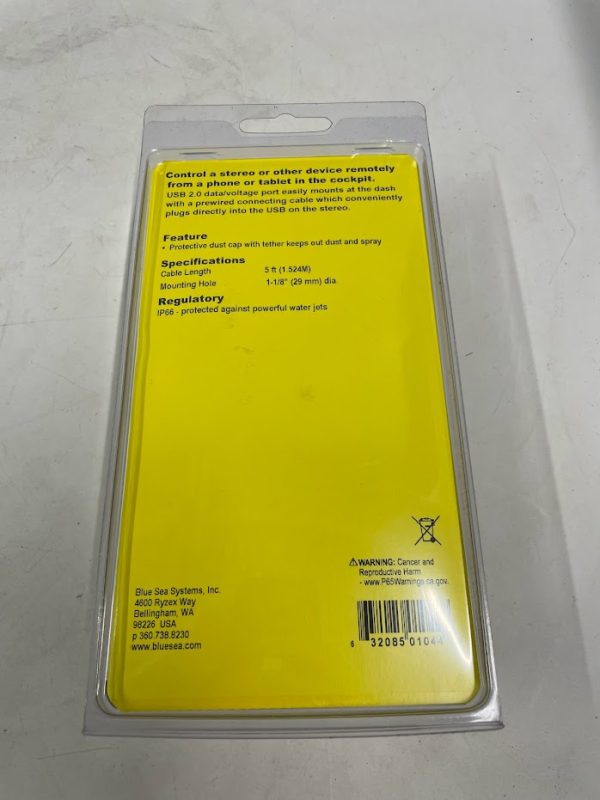 Control a stereo or other device remotely
from a phone or tablet in the cockpit.
USB 2.0 data/voltage port easily mounts at the dash
with a prewired connecting cable which conveniently
plugs directly into the USB on the stereo.
Feature
• Protective dust cap with tether keeps out dust and spray
Specifications
Cable Length 5 ft (1.524M)
Mounting Hole 1-1/8" (29 mm) dia.
Regulatory
IP66 - protected against powerful water jets
⚠WARNING: Cancer and
Reproductive Harm
- www.P65Warnings.ca.gov.
Blue Sea Systems, Inc.
4600 Ryzex Way
Bellingham, WA
98226 USA
p 360.738.8230
www.bluesea.com
6 32085 01044